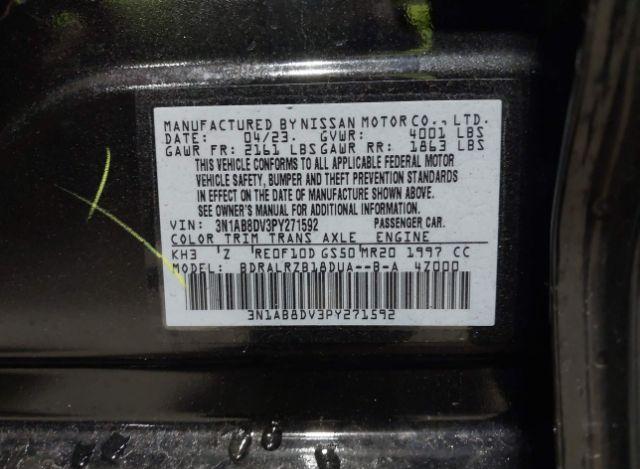 MANUFACTURED BY NISSAN MOTOR CO., LTD.
DATE: 04/23. GVWR: 4001 LBS
GAWR FR: 2161 LBS GAWR RR: 1863 LBS
THIS VEHICLE CONFORMS TO ALL APPLICABLE FEDERAL MOTOR
VEHICLE SAFETY, BUMPER AND THEFT PREVENTION STANDARDS
IN EFFECT ON THE DATE OF MANUFACTURE SHOWN ABOVE.
SEE OWNER'S MANUAL FOR ADDITIONAL INFORMATION.
VIN: 3N1AB8DV3PY271592 PASSENGER CAR.
COLOR TRIM TRANS AXLE ENGINE
KH3 'Z 'RE0F10D GS50'MR20 1997 CC
MODEL: BDRALRZB18DUA--B-A 4Z000
3N1AB8DV3PY271592